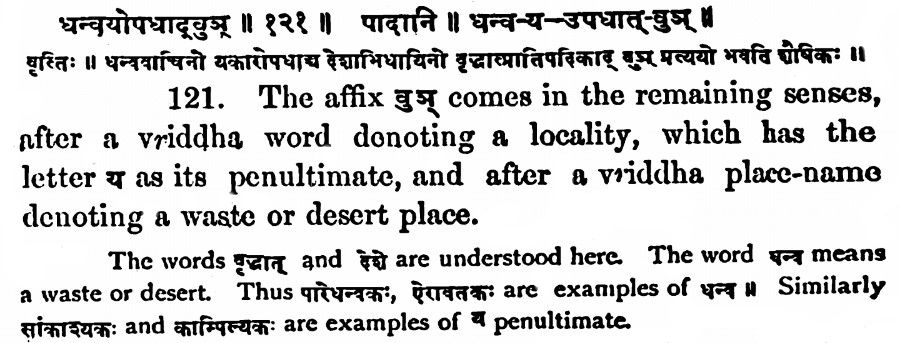 धन्वयोपधाद्वुञ् ॥ १२१ ॥ पादानि ॥ धन्व-य-उपधात्-वुञ् ॥
वृत्तिः ॥ धन्ववाचिनो यकारोपधाच्च देशाभिधायिनो वृद्धात्प्रातिपदिकाद् वुञ् प्रत्ययो भवति शैषिकः ॥
121. The affix वुञ् comes in the remaining senses,
after a vriddha word denoting a locality, which has the
letter य as its penultimate, and after a vriddha place-name
denoting a waste or desert place.
The words वृद्धात् and देशे are understood here. The word धन्व means
a waste or desert. Thus पारेधन्वकः, ऐरावतकः are examples of धन्व ॥ Similarly
सांकाश्यकः and काम्पिल्यकः are examples of य penultimate.